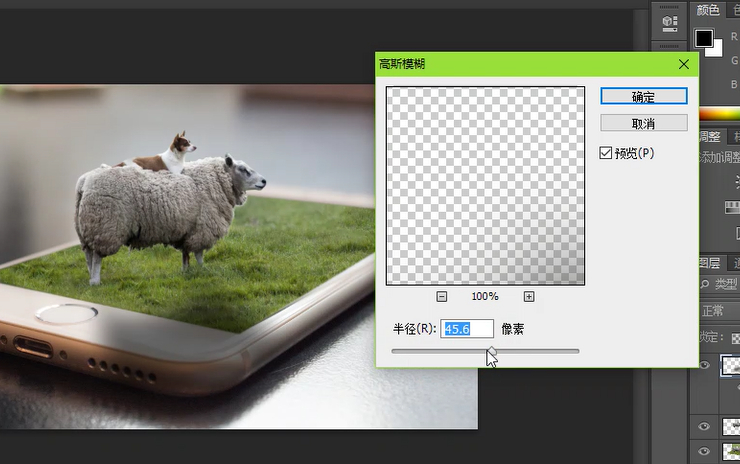 颜色
R
G
B
高斯模糊
确定
取消
预览(P)
100%
半径(R): 45.6 像素
调整
添加调整
图层
类型
正常
锁定: